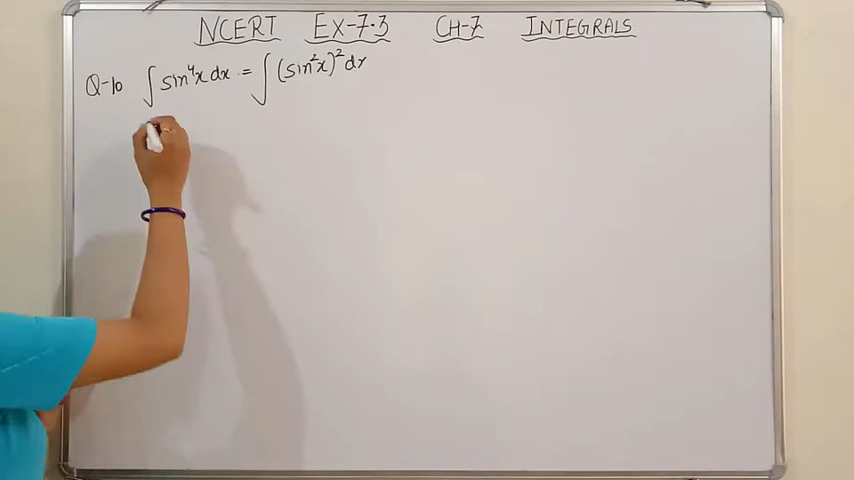 NCERT EX-7.3 CH-7 INTEGRALS
Q-10 ∫ sin⁴x dx = ∫ (sin²x)² dx